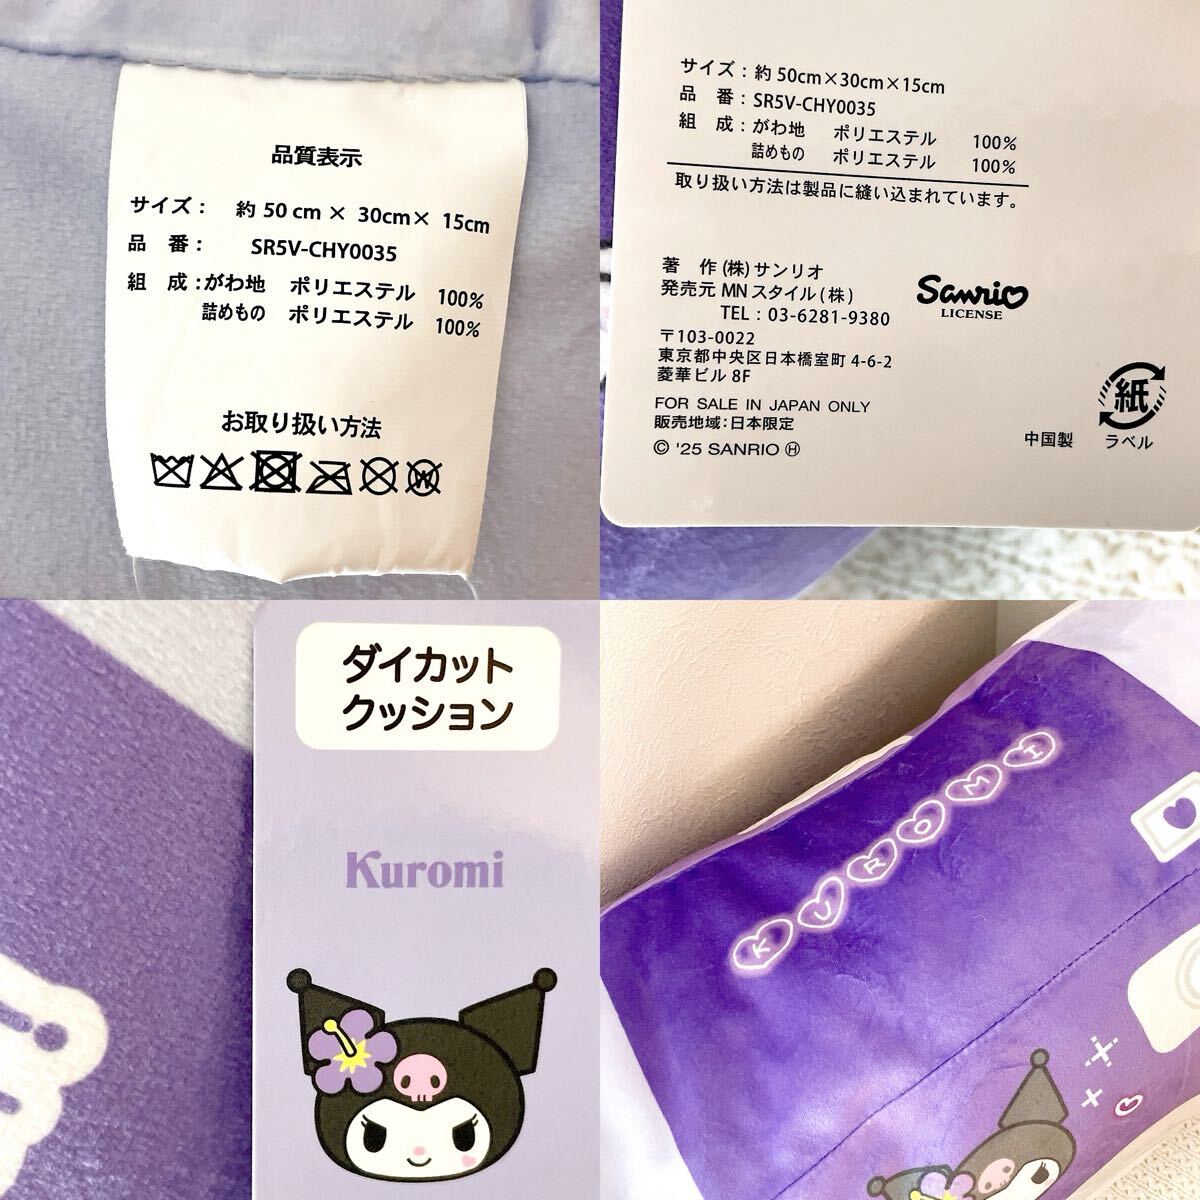 品質表示
サイズ： 約 50 cm × 30cm× 15cm
品 番： SR5V-CHY0035
組 成：がわ地 ポリエステル 100%
詰めもの ポリエステル 100%
お取り扱い方法
W
サイズ：約 50cm×30cm×15cm
品 番：SR5V-CHY0035
組 成：がわ地 ポリエステル 100%
詰めもの ポリエステル 100%
取り扱い方法は製品に縫い込まれています。
著 作 (株) サンリオ
発売元 MN スタイル (株)
TEL : 03-6281-9380
〒103-0022
東京都中央区日本橋室町 4-6-2
菱華ビル 8F
FOR SALE IN JAPAN ONLY
販売地域：日本限定
© '25 SANRIO Ⓗ
Sanrio
LICENSE
紙
中国製 ラベル
ダイカット
クッション
Kuromi
KUROMI